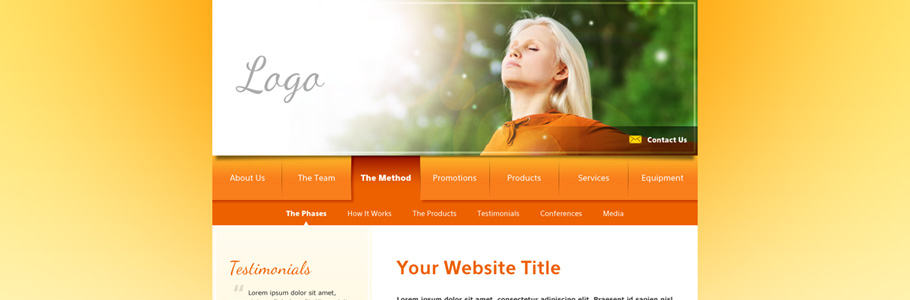 Logo
Contact Us
About Us The Team The Method Promotions Products Services Equipment
The Phases How It Works The Products Testimonials Conferences Media
Testimonials
Your Website Title
“ Lorem ipsum dolor sit amet,
Lorem ipsum dolor sit amet, consectetur adipiscing elit. Praesent id sapien nisl